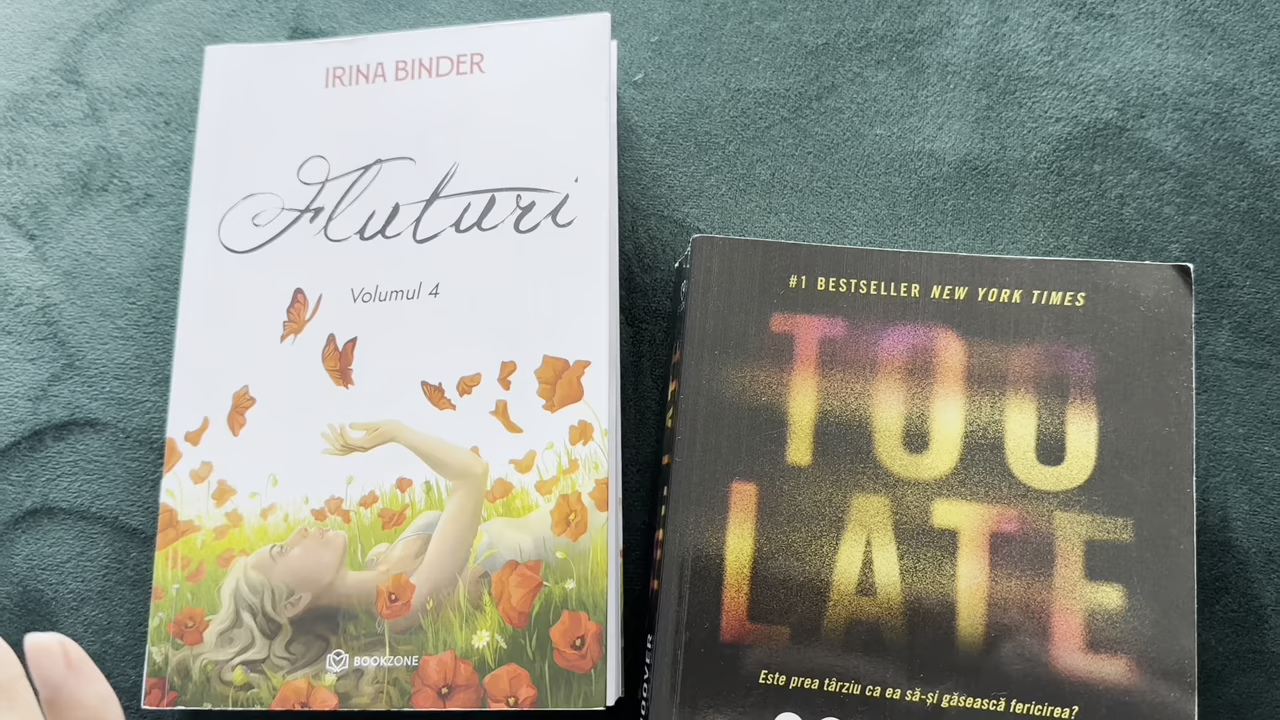 IRINA BINDER
Fluturi
Volumul 4
BOOKZONE
#1 BESTSELLER NEW YORK TIMES
TOO
LATE
Este prea târziu ca ea să-și găsească fericirea?